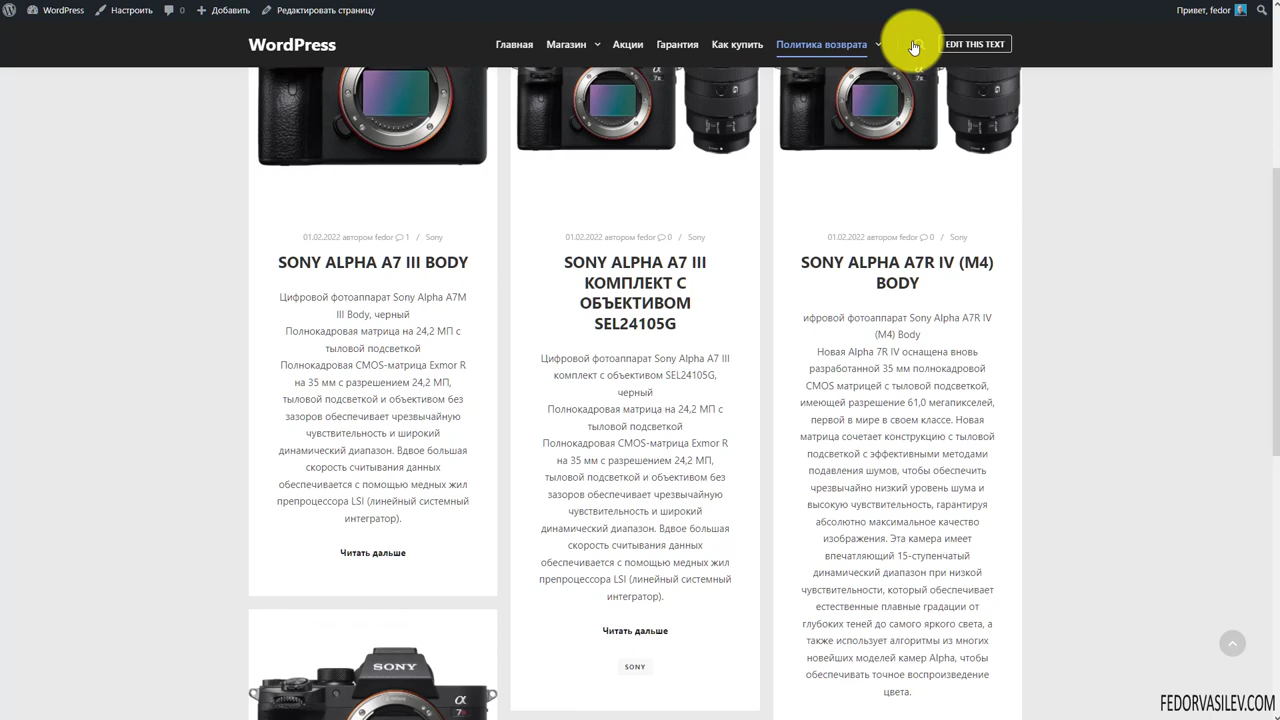 WordPress Настроить 0 Добавить Редактировать страницу Привет, fedor
WordPress Главная Магазин Акции Гарантия Как купить Политика возврата EDIT THIS TEXT
01.02.2022 автором fedor 1 / Sony
SONY ALPHA A7 III BODY
Цифровой фотоаппарат Sony Alpha A7M
III Body, черный
Полнокадровая матрица на 24,2 МП с
тыловой подсветкой
Полнокадровая CMOS-матрица Exmor R
на 35 мм с разрешением 24,2 МП,
тыловой подсветкой и объективом без
зазоров обеспечивает чрезвычайную
чувствительность и широкий
динамический диапазон. Вдвое большая
скорость считывания данных
обеспечивается с помощью медных жил
препроцессора LSI (линейный системный
интегратор).
Читать дальше
SONY
α
01.02.2022 автором fedor 0 / Sony
SONY ALPHA A7 III
КОМПЛЕКТ С
ОБЪЕКТИВОМ
SEL24105G
Цифровой фотоаппарат Sony Alpha A7 III
комплект с объективом SEL24105G,
черный
Полнокадровая матрица на 24,2 МП с
тыловой подсветкой
Полнокадровая CMOS-матрица Exmor R
на 35 мм с разрешением 24,2 МП,
тыловой подсветкой и объективом без
зазоров обеспечивает чрезвычайную
чувствительность и широкий
динамический диапазон. Вдвое большая
скорость считывания данных
обеспечивается с помощью медных жил
препроцессора LSI (линейный системный
интегратор).
Читать дальше
SONY
01.02.2022 автором fedor 0 / Sony
SONY ALPHA A7R IV (M4)
BODY
ифровой фотоаппарат Sony Alpha A7R IV
(M4) Body
Новая Alpha 7R IV оснащена вновь
разработанной 35 мм полнокадровой
CMOS матрицей с тыловой подсветкой,
имеющей разрешение 61,0 мегапикселей,
первой в мире в своем классе. Новая
матрица сочетает конструкцию с тыловой
подсветкой с эффективными методами
подавления шумов, чтобы обеспечить
чрезвычайно низкий уровень шума и
высокую чувствительность, гарантируя
абсолютно максимальное качество
изображения. Эта камера имеет
впечатляющий 15-ступенчатый
динамический диапазон при низкой
чувствительности, который обеспечивает
естественные плавные градации от
глубоких теней до самого яркого света, а
также использует алгоритмы из многих
новейших моделей камер Alpha, чтобы
обеспечивать точное воспроизведение
цвета.
FEDORVASILEV.COM